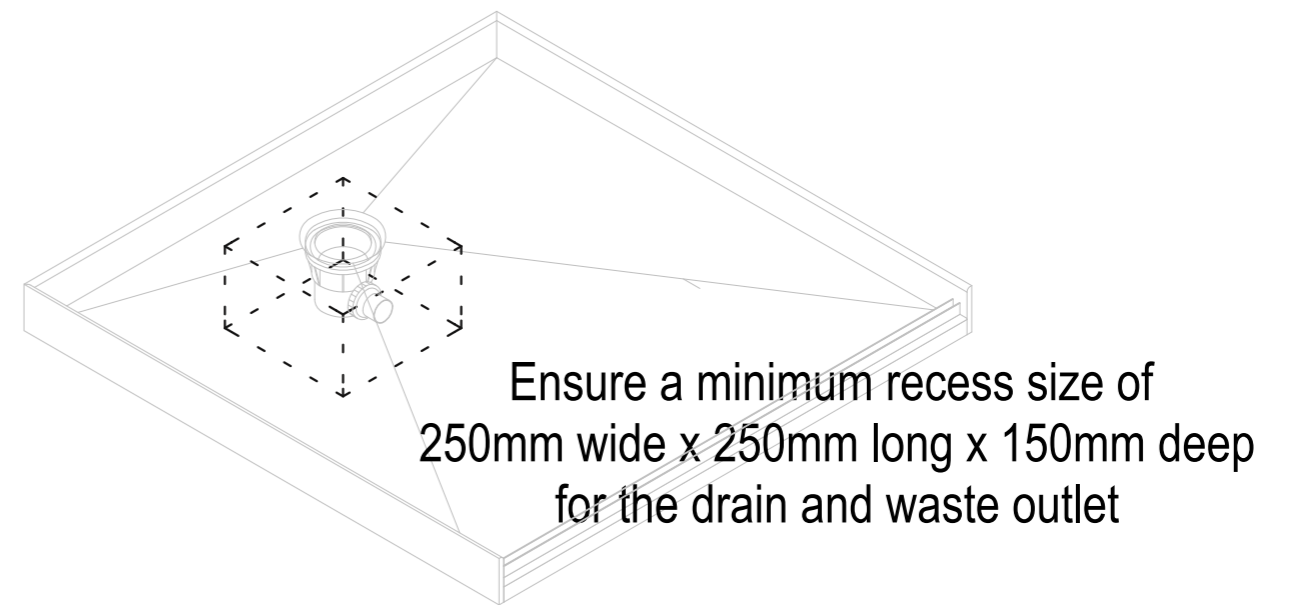 Ensure a minimum recess size of
250mm wide x 250mm long x 150mm deep
for the drain and waste outlet